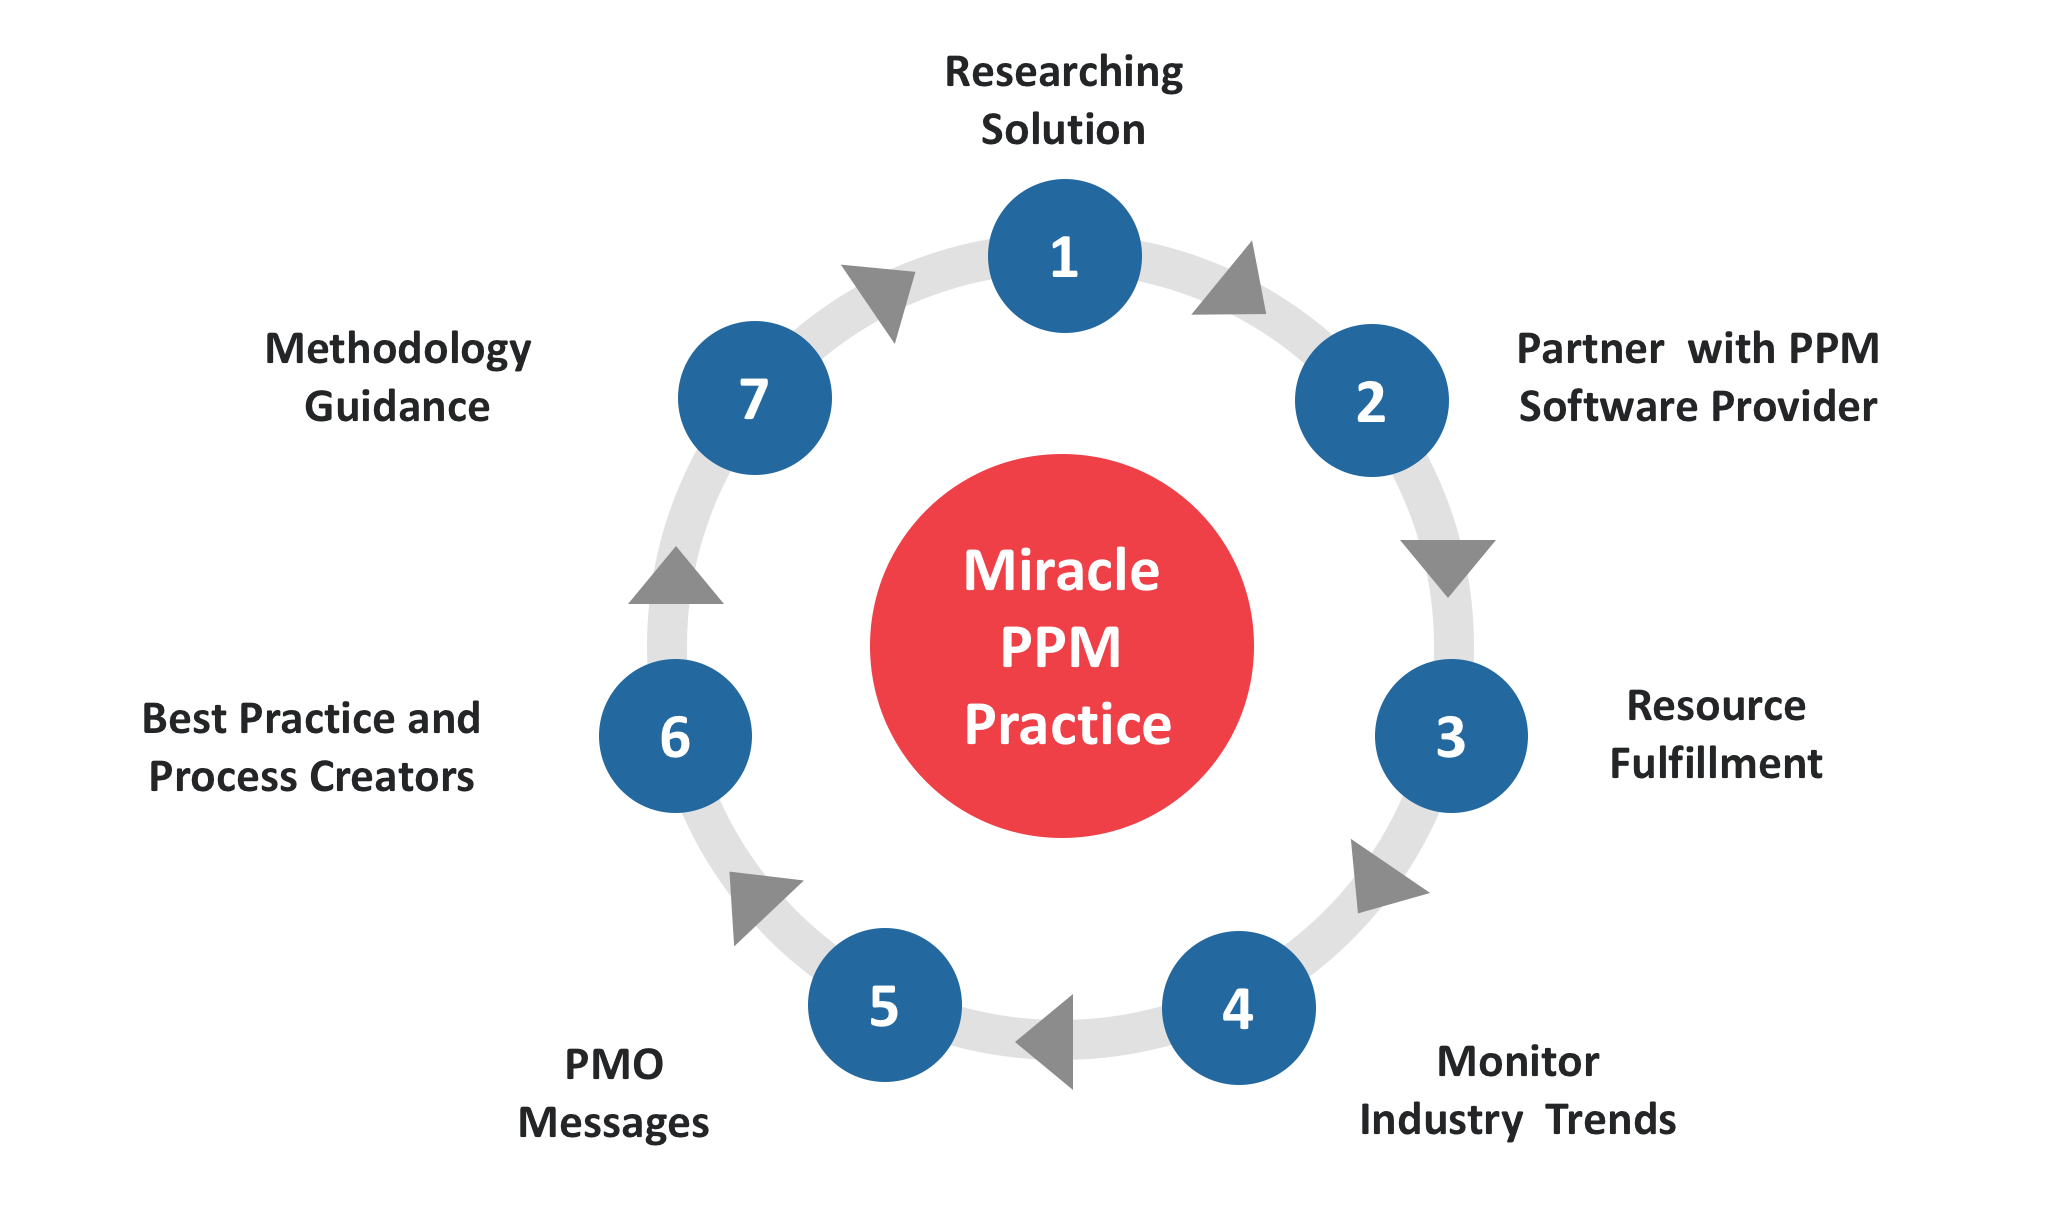 Researching
Solution
1
2
Partner with PPM
Software Provider
3
Resource
Fulfillment
4
Monitor
Industry Trends
5
PMO
Messages
6
Best Practice and
Process Creators
7
Methodology
Guidance
Miracle
PPM
Practice